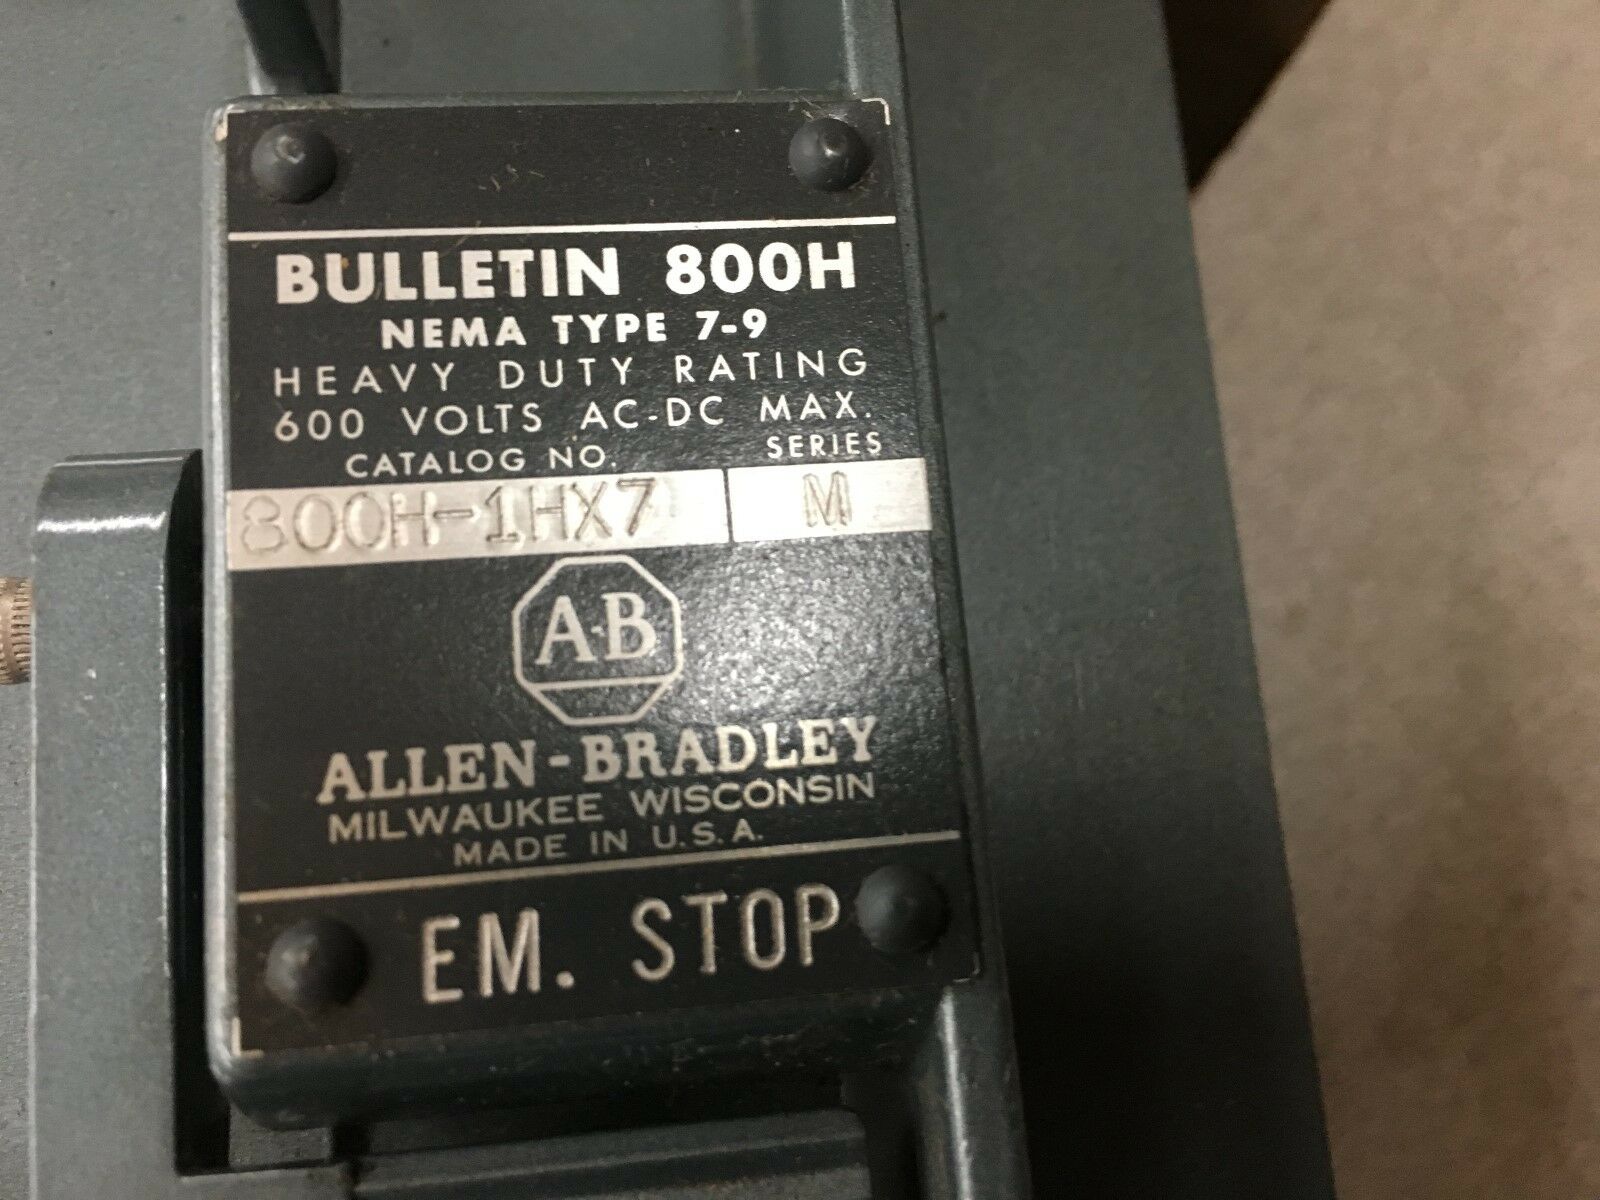 BULLETIN 800H
NEMA TYPE 7-9
HEAVY DUTY RATING
600 VOLTS AC-DC MAX.
CATALOG NO. SERIES
800H-1HX7 M
A-B
ALLEN-BRADLEY
MILWAUKEE WISCONSIN
MADE IN U.S.A.
EM. STOP